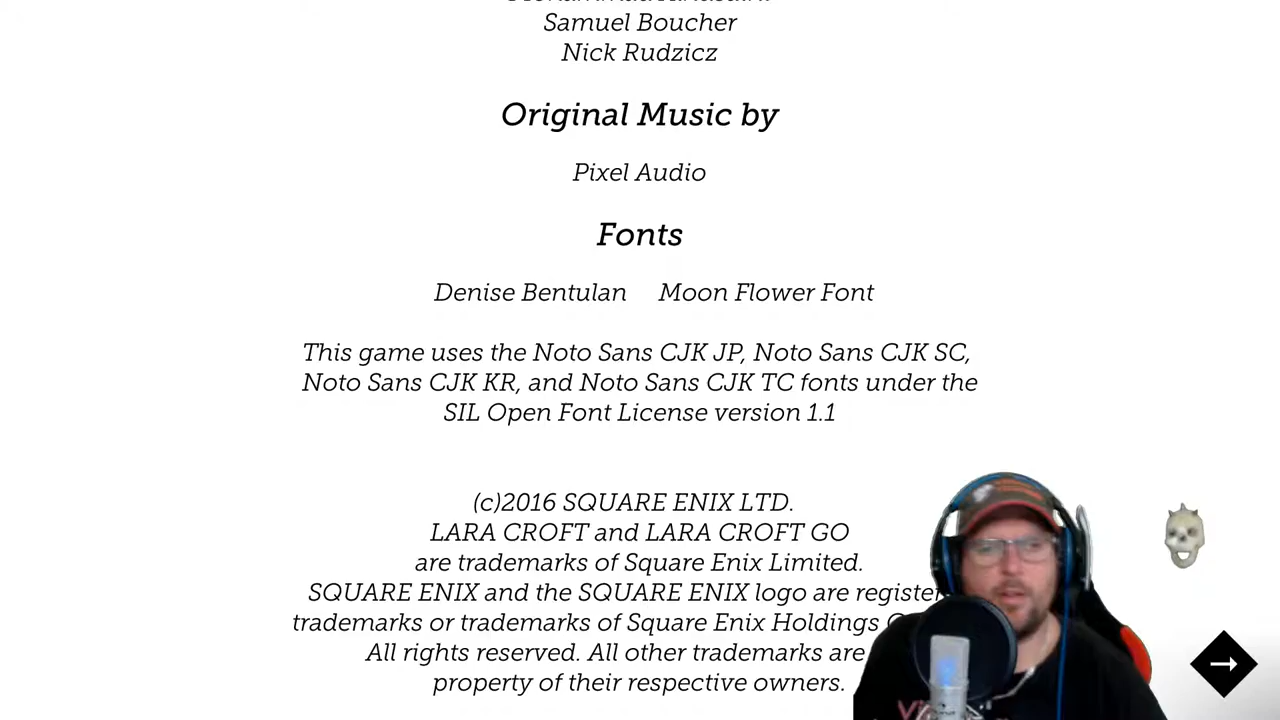 Samuel Boucher
Nick Rudzicz
Original Music by
Pixel Audio
Fonts
Denise Bentulan Moon Flower Font
This game uses the Noto Sans CJK JP, Noto Sans CJK SC,
Noto Sans CJK KR, and Noto Sans CJK TC fonts under the
SIL Open Font License version 1.1
(c)2016 SQUARE ENIX LTD.
LARA CROFT and LARA CROFT GO
are trademarks of Square Enix Limited.
SQUARE ENIX and the SQUARE ENIX logo are register
trademarks or trademarks of Square Enix Holdings
All rights reserved. All other trademarks are
property of their respective owners.